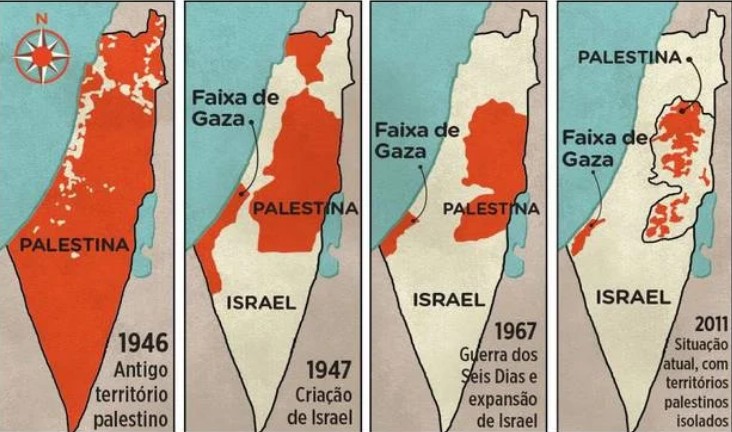 N
PALESTINA
1946
Antigo
território
palestino
Faixa de
Gaza
PALESTINA
ISRAEL
1947
Criação
de Israel
Faixa de
Gaza
PALESTINA
ISRAEL
1967
Guerra dos
Seis Dias e
expansão
de Israel
PALESTINA
Faixa de
Gaza
ISRAEL
2011
Situação
atual, com
territórios
palestinos
isolados